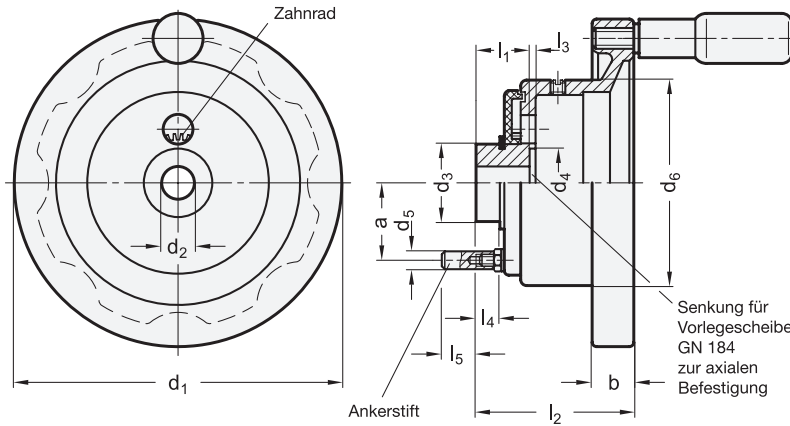 Zahnrad
l1
l3
d3
d4
d6
a
d5
d2
l4
l5
d1
Ankerstift
l2
b
Senkung für
Vorlegescheibe
GN 184
zur axialen
Befestigung